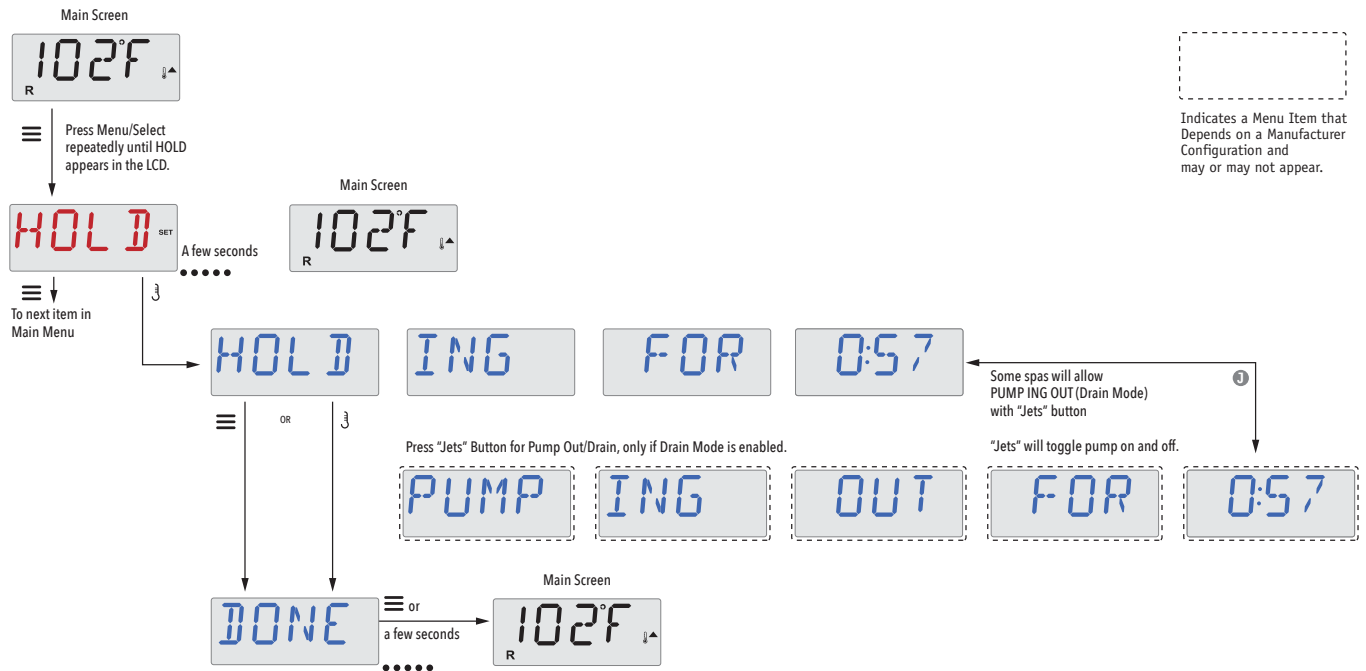 Main Screen
102°F
R
Press Menu/Select
repeatedly until HOLD
appears in the LCD.
Indicates a Menu Item that
Depends on a Manufacturer
Configuration and
may or may not appear.
HOLD SET
A few seconds
Main Screen
102°F
R
To next item in
Main Menu
HOLD ING FOR 0:57
OR
Some spas will allow
PUMP ING OUT (Drain Mode)
with "Jets" button
J
Press "Jets" Button for Pump Out/Drain, only if Drain Mode is enabled.
"Jets" will toggle pump on and off.
PUMP ING OUT FOR 0:57
DONE
or
a few seconds
Main Screen
102°F
R